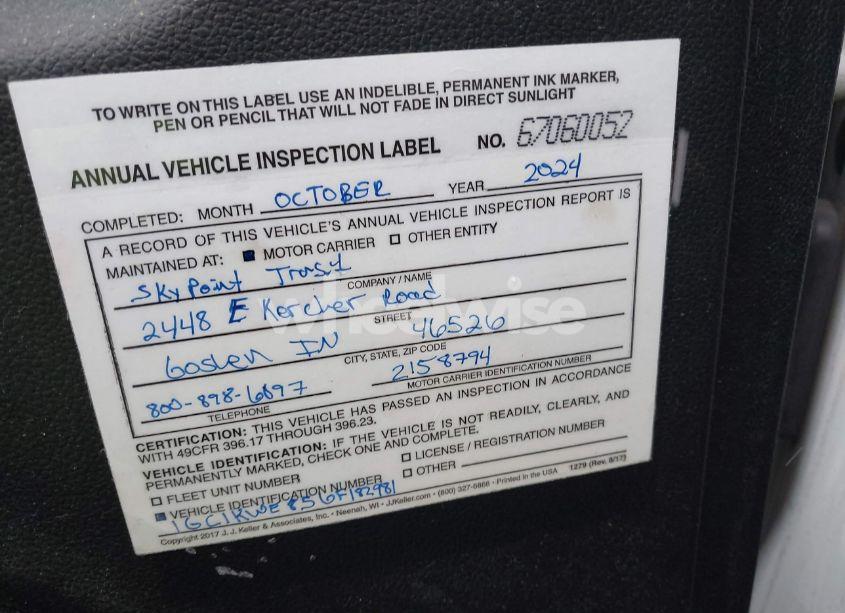 TO WRITE ON THIS LABEL USE AN INDELIBLE, PERMANENT INK MARKER,
PEN OR PENCIL THAT WILL NOT FADE IN DIRECT SUNLIGHT
ANNUAL VEHICLE INSPECTION LABEL NO. 67060052
COMPLETED: MONTH OCTOBER YEAR 2024
A RECORD OF THIS VEHICLE'S ANNUAL VEHICLE INSPECTION REPORT IS
MAINTAINED AT: MOTOR CARRIER OTHER ENTITY
SkyPoint Transt
COMPANY / NAME
2448 E Kercher Road
STREET
Goshen IN 46526
CITY, STATE, ZIP CODE
800-898-6897 2158794
TELEPHONE MOTOR CARRIER IDENTIFICATION NUMBER
CERTIFICATION: THIS VEHICLE HAS PASSED AN INSPECTION IN ACCORDANCE
WITH 49CFR 396.17 THROUGH 396.23.
VEHICLE IDENTIFICATION: IF THE VEHICLE IS NOT READILY, CLEARLY, AND
PERMANENTLY MARKED, CHECK ONE AND COMPLETE.
FLEET UNIT NUMBER LICENSE / REGISTRATION NUMBER
VEHICLE IDENTIFICATION NUMBER OTHER
1GC1KWE856F182981
Copyright 2017 J. J. Keller & Associates, Inc. • Neenah, WI • JJKeller.com • (800) 327-6868 • Printed in the USA 1279 (Rev. 8/17)
wheelwise